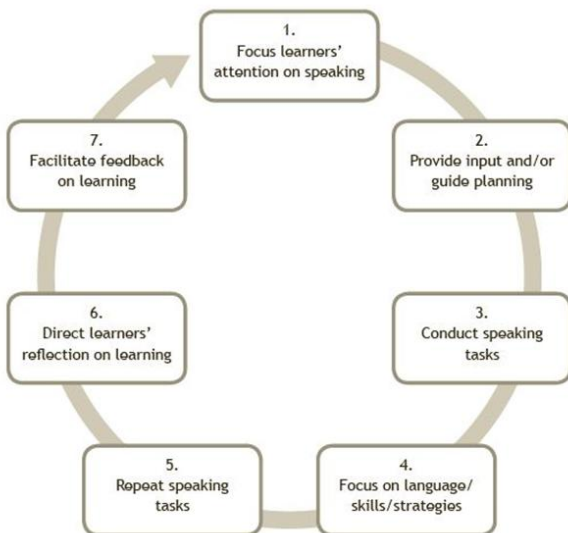 1.
Focus learners'
attention on speaking
2.
Provide input and/or
guide planning
3.
Conduct speaking
tasks
4.
Focus on language/
skills/strategies
5.
Repeat speaking
tasks
6.
Direct learners'
reflection on learning
7.
Facilitate feedback
on learning